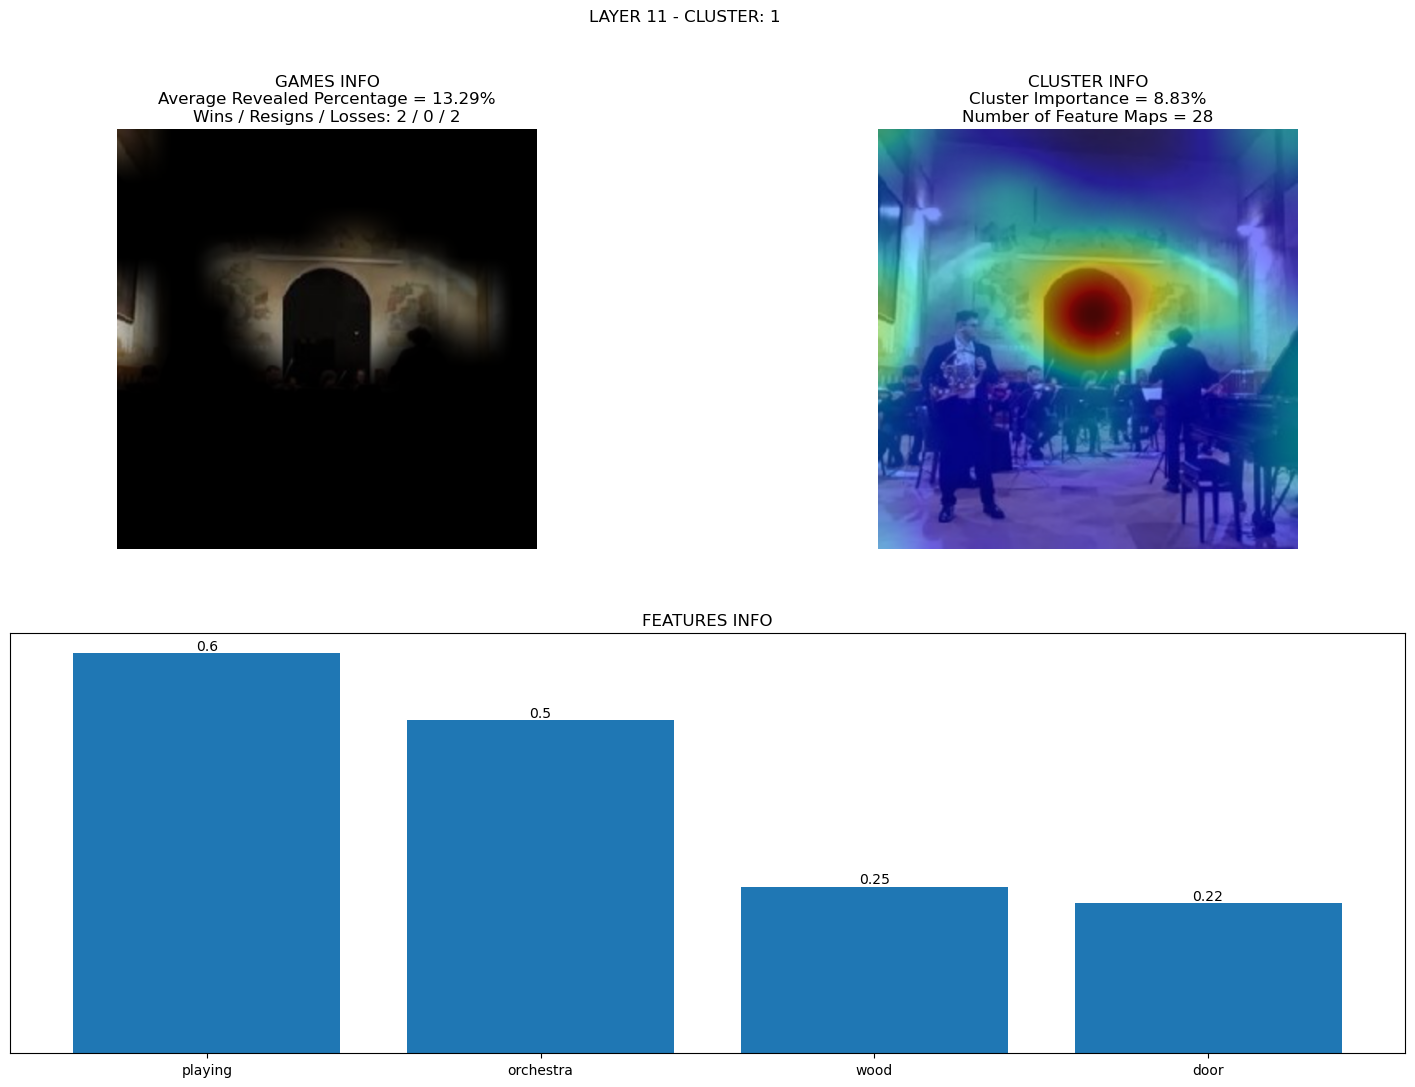 LAYER 11 - CLUSTER: 1
GAMES INFO
Average Revealed Percentage = 13.29%
Wins / Resigns / Losses: 2 / 0 / 2
CLUSTER INFO
Cluster Importance = 8.83%
Number of Feature Maps = 28
FEATURES INFO
0.6
0.5
0.25
0.22
playing
orchestra
wood
door